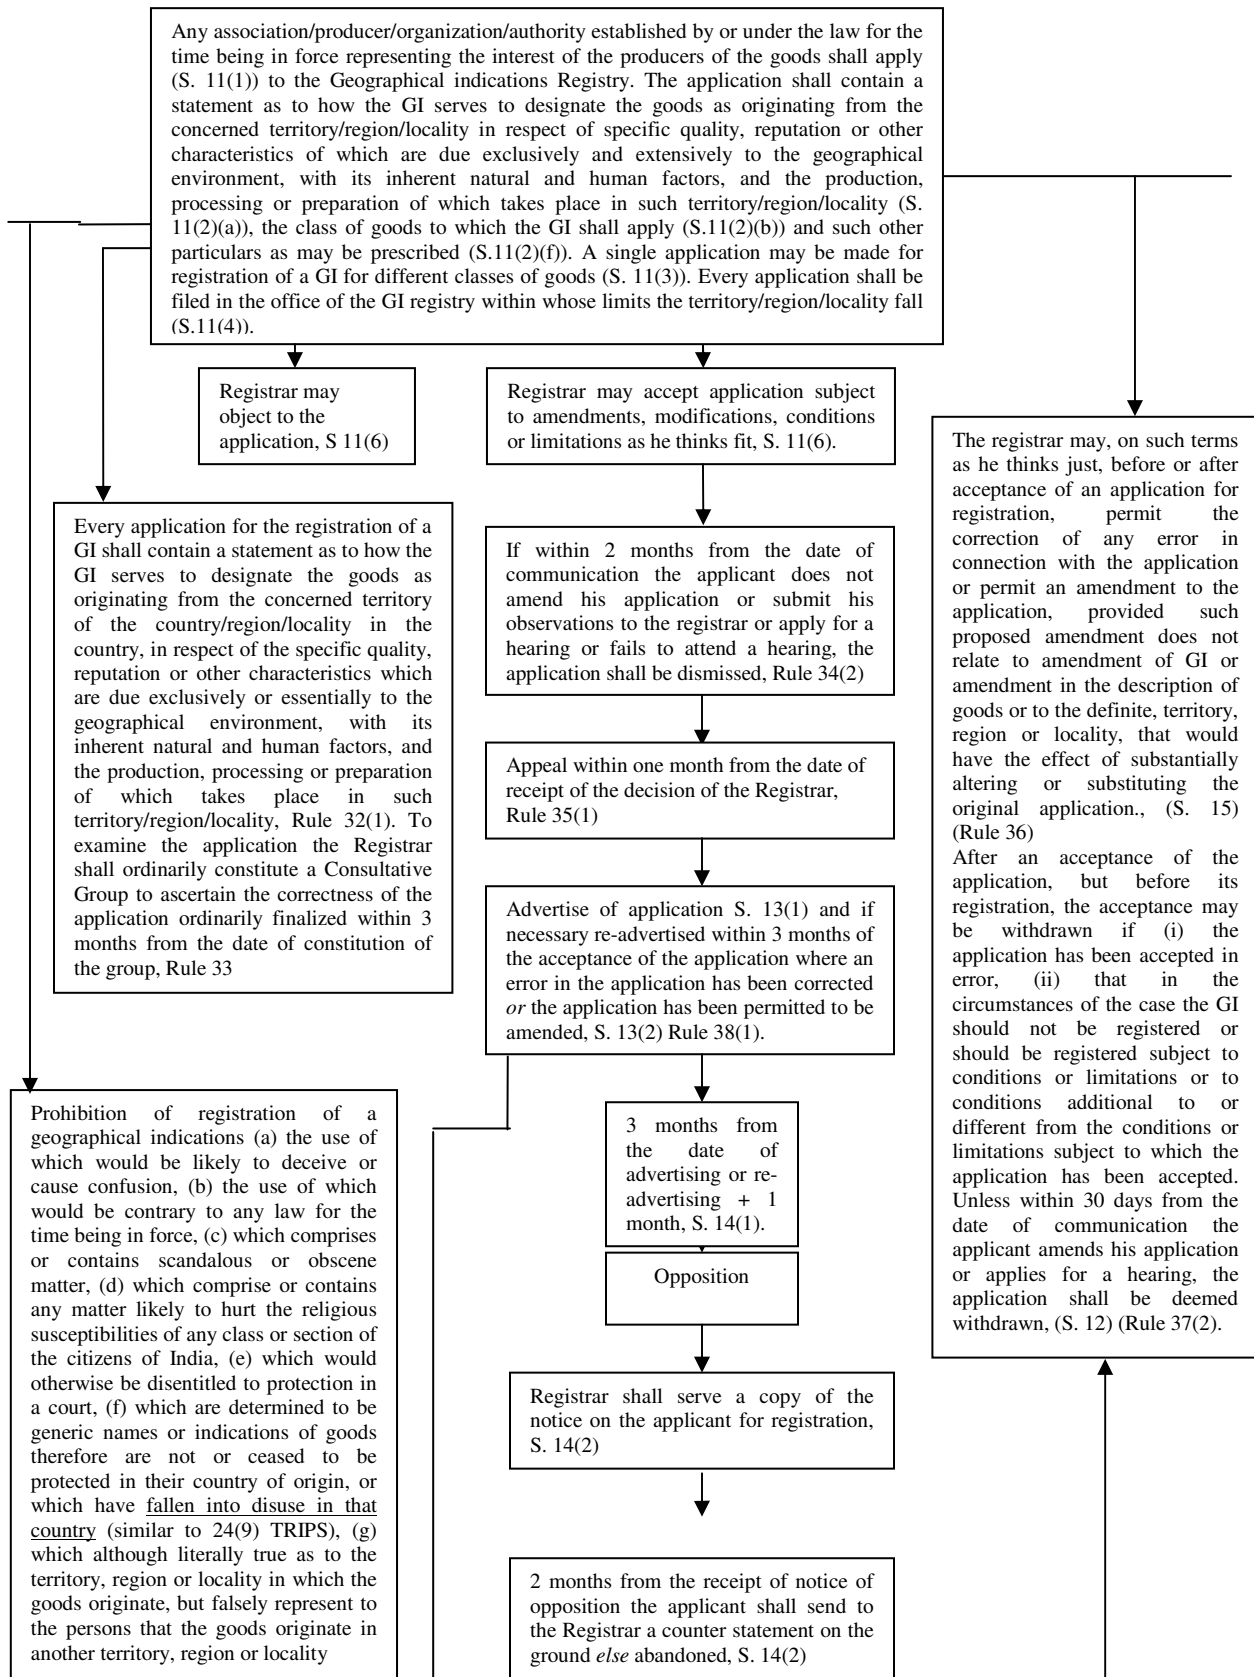 Any association/producer/organization/authority established by or under the law for the
time being in force representing the interest of the producers of the goods shall apply
(S. 11(1)) to the Geographical indications Registry. The application shall contain a
statement as to how the GI serves to designate the goods as originating from the
concerned territory/region/locality in respect of specific quality, reputation or other
characteristics of which are due exclusively and extensively to the geographical
environment, with its inherent natural and human factors, and the production,
processing or preparation of which takes place in such territory/region/locality (S.
11(2)(a)), the class of goods to which the GI shall apply (S.11(2)(b)) and such other
particulars as may be prescribed (S.11(2)(f)). A single application may be made for
registration of a GI for different classes of goods (S. 11(3)). Every application shall be
filed in the office of the GI registry within whose limits the territory/region/locality fall
(S.11(4)).
Registrar may
object to the
application, S 11(6)
Registrar may accept application subject
to amendments, modifications, conditions
or limitations as he thinks fit, S. 11(6).
Every application for the registration of a
GI shall contain a statement as to how the
GI serves to designate the goods as
originating from the concerned territory
of the country/region/locality in the
country, in respect of the specific quality,
reputation or other characteristics which
are due exclusively or essentially to the
geographical environment, with its
inherent natural and human factors, and
the production, processing or preparation
of which takes place in such
territory/region/locality, Rule 32(1). To
examine the application the Registrar
shall ordinarily constitute a Consultative
Group to ascertain the correctness of the
application ordinarily finalized within 3
months from the date of constitution of
the group, Rule 33
If within 2 months from the date of
communication the applicant does not
amend his application or submit his
observations to the registrar or apply for a
hearing or fails to attend a hearing, the
application shall be dismissed, Rule 34(2)
Appeal within one month from the date of
receipt of the decision of the Registrar,
Rule 35(1)
Advertise of application S. 13(1) and if
necessary re-advertised within 3 months of
the acceptance of the application where an
error in the application has been corrected
or the application has been permitted to be
amended, S. 13(2) Rule 38(1).
The registrar may, on such terms
as he thinks just, before or after
acceptance of an application for
registration, permit the
correction of any error in
connection with the application
or permit an amendment to the
application, provided such
proposed amendment does not
relate to amendment of GI or
amendment in the description of
goods or to the definite, territory,
region or locality, that would
have the effect of substantially
altering or substituting the
original application., (S. 15)
(Rule 36)
After an acceptance of the
application, but before its
registration, the acceptance may
be withdrawn if (i) the
application has been accepted in
error, (ii) that in the
circumstances of the case the GI
should not be registered or
should be registered subject to
conditions or limitations or to
conditions additional to or
different from the conditions or
limitations subject to which the
application has been accepted.
Unless within 30 days from the
date of communication the
applicant amends his application
or applies for a hearing, the
application shall be deemed
withdrawn, (S. 12) (Rule 37(2).
Prohibition of registration of a
geographical indications (a) the use of
which would be likely to deceive or
cause confusion, (b) the use of which
would be contrary to any law for the
time being in force, (c) which comprises
or contains scandalous or obscene
matter, (d) which comprise or contains
any matter likely to hurt the religious
susceptibilities of any class or section of
the citizens of India, (e) which would
otherwise be disentitled to protection in
a court, (f) which are determined to be
generic names or indications of goods
therefore are not or ceased to be
protected in their country of origin, or
which have fallen into disuse in that
country (similar to 24(9) TRIPS), (g)
which although literally true as to the
territory, region or locality in which the
goods originate, but falsely represent to
the persons that the goods originate in
another territory, region or locality
3 months from
the date of
advertising or re-
advertising + 1
month, S. 14(1).
Opposition
Registrar shall serve a copy of the
notice on the applicant for registration,
S. 14(2)
2 months from the receipt of notice of
opposition the applicant shall send to
the Registrar a counter statement on the
ground else abandoned, S. 14(2)